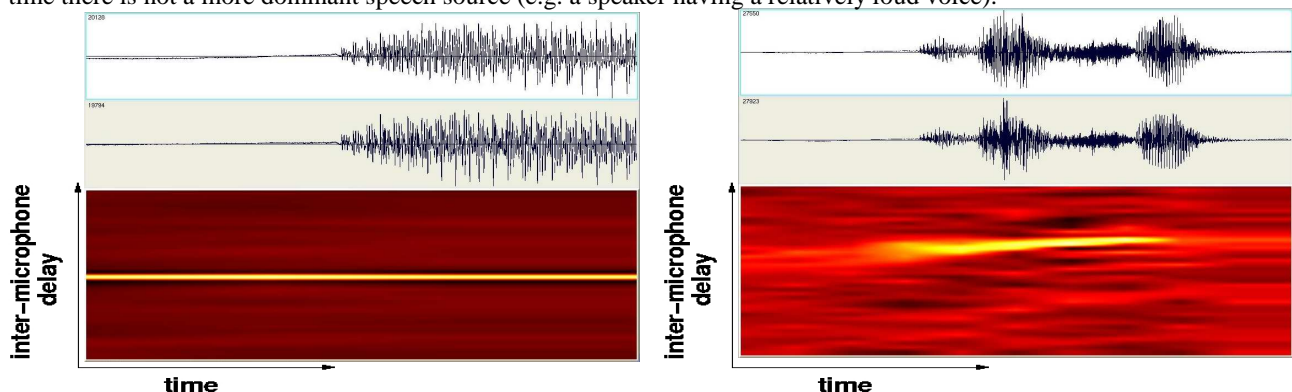 time there is not a more dominant speech source (e.g. a speaker having a relatively loud voice).
20128
27550
19794
27923
inter-microphone
delay
inter-microphone
delay
time
time